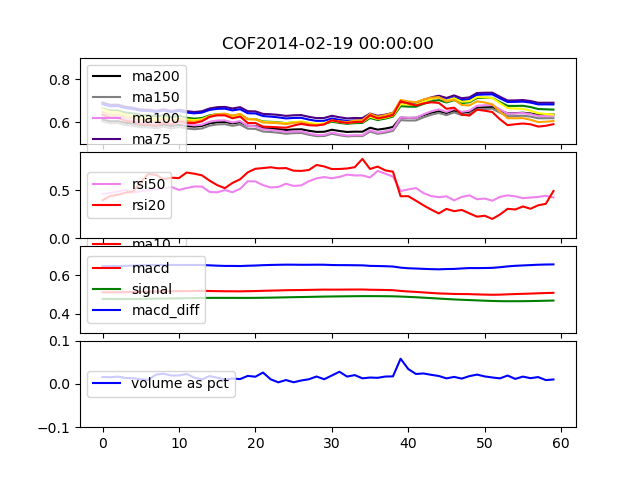 COF2014-02-19 00:00:00
0.8
0.6
ma200
ma150
ma100
ma75
0.5
0.0
rsi50
rsi20
ma10
0.6
0.4
macd
signal
macd_diff
0.1
0.0
−0.1
volume as pct
0 10 20 30 40 50 60